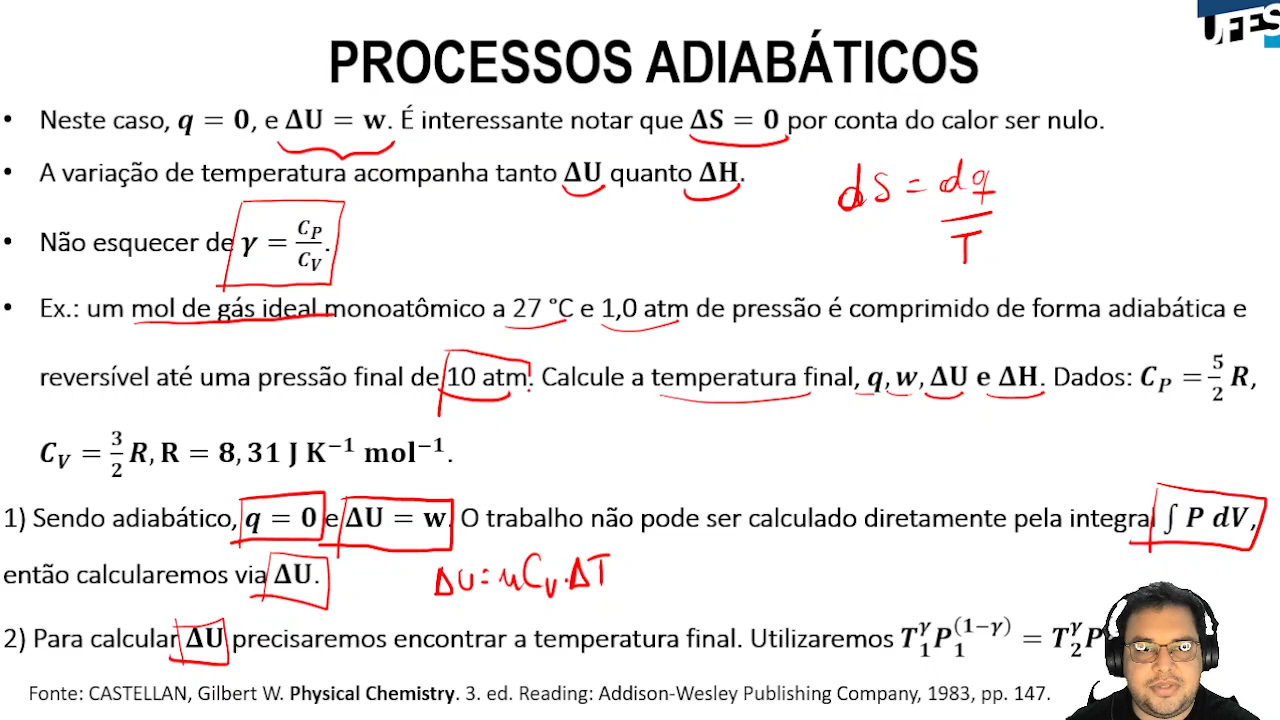 UFES
PROCESSOS ADIABÁTICOS
• Neste caso, q = 0, e ΔU = w. É interessante notar que ΔS = 0 por conta do calor ser nulo.
• A variação de temperatura acompanha tanto ΔU quanto ΔH.
dS = dq/T
• Não esquecer de γ = C_P/C_V.
• Ex.: um mol de gás ideal monoatômico a 27 °C e 1,0 atm de pressão é comprimido de forma adiabática e
reversível até uma pressão final de 10 atm. Calcule a temperatura final, q, w, ΔU e ΔH. Dados: C_P = 5/2 R,
C_V = 3/2 R, R = 8,31 J K⁻¹ mol⁻¹.
1) Sendo adiabático, q = 0 e ΔU = w. O trabalho não pode ser calculado diretamente pela integral ∫ P dV,
então calcularemos via ΔU.
ΔU = nC_V.ΔT
2) Para calcular ΔU precisaremos encontrar a temperatura final. Utilizaremos T₁^γ P₁^(1−γ) = T₂^γ P
Fonte: CASTELLAN, Gilbert W. Physical Chemistry. 3. ed. Reading: Addison-Wesley Publishing Company, 1983, pp. 147.